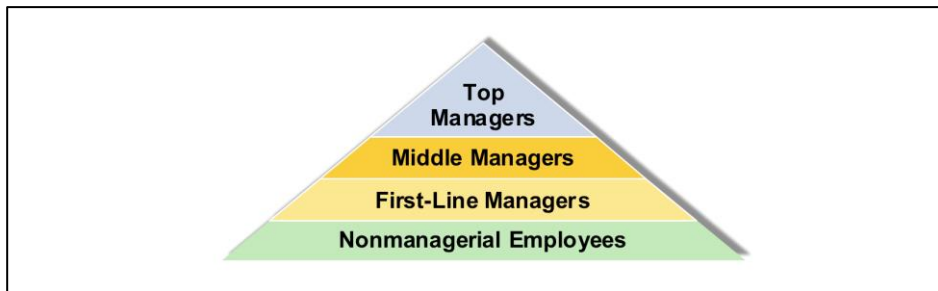 Top
Managers
Middle Managers
First-Line Managers
Nonmanagerial Employees